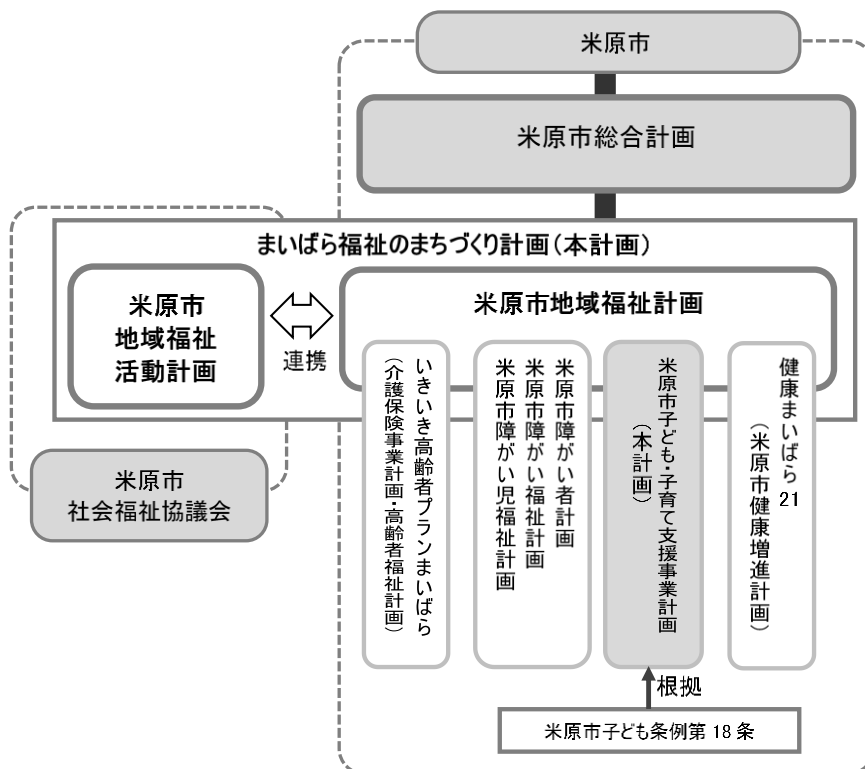 米原市
米原市総合計画
まいばら福祉のまちづくり計画(本計画)
米原市
地域福祉
活動計画
連携
米原市地域福祉計画
いきいき高齢者プランまいばら
(介護保険事業計画・高齢者福祉計画)
米原市障がい者計画
米原市障がい福祉計画
米原市障がい児福祉計画
米原市子ども・子育て支援事業計画
(本計画)
健康まいばら21
(米原市健康増進計画)
米原市
社会福祉協議会
根拠
米原市子ども条例第18条